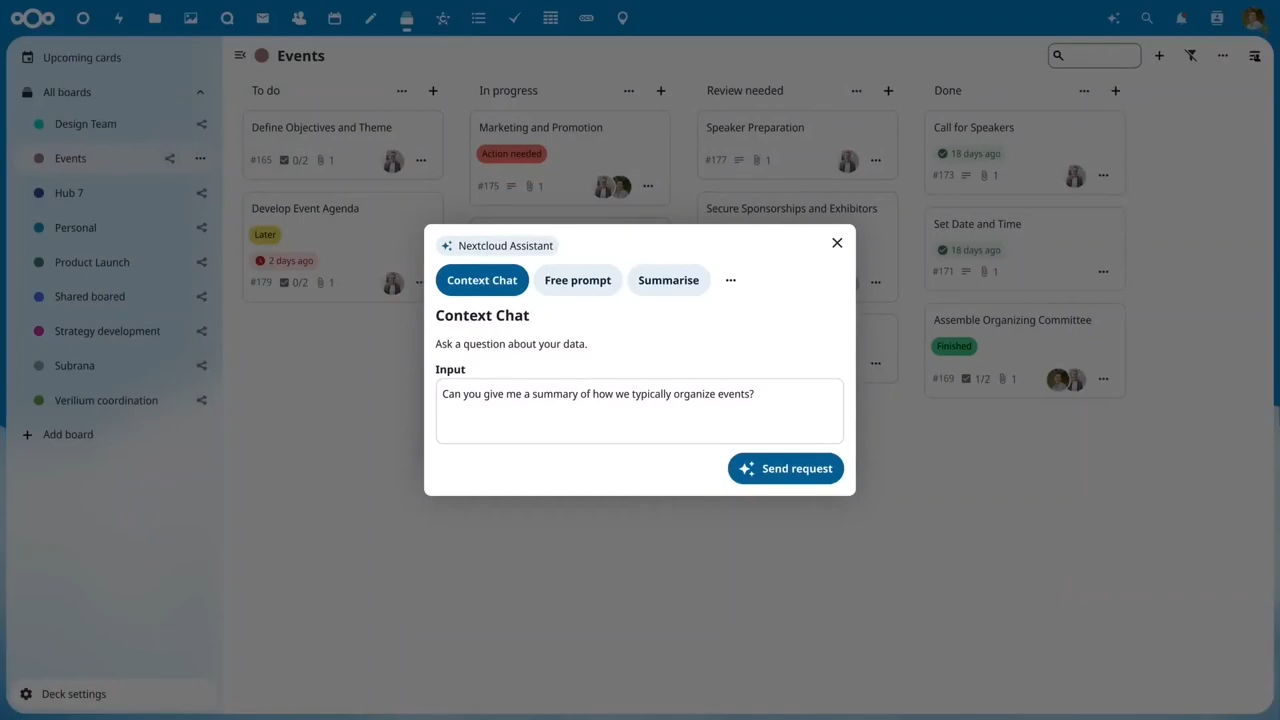 Upcoming cards
All boards
Design Team
Events
Hub 7
Personal
Product Launch
Shared board
Strategy development
Subrana
Verilium coordination
Add board
Deck settings
Events
To do
Define Objectives and Theme
#165 0/2 1
Develop Event Agenda
Later
2 days ago
#179 0/2 1
In progress
Marketing and Promotion
Action needed
#175 1
Review needed
Speaker Preparation
#177 1
Secure Sponsorships and Exhibitors
Done
Call for Speakers
18 days ago
#173 1
Set Date and Time
18 days ago
#171 1
Assemble Organizing Committee
Finished
#169 1/2 1
Nextcloud Assistant
Context Chat
Free prompt
Summarise
Context Chat
Ask a question about your data.
Input
Can you give me a summary of how we typically organize events?
Send request